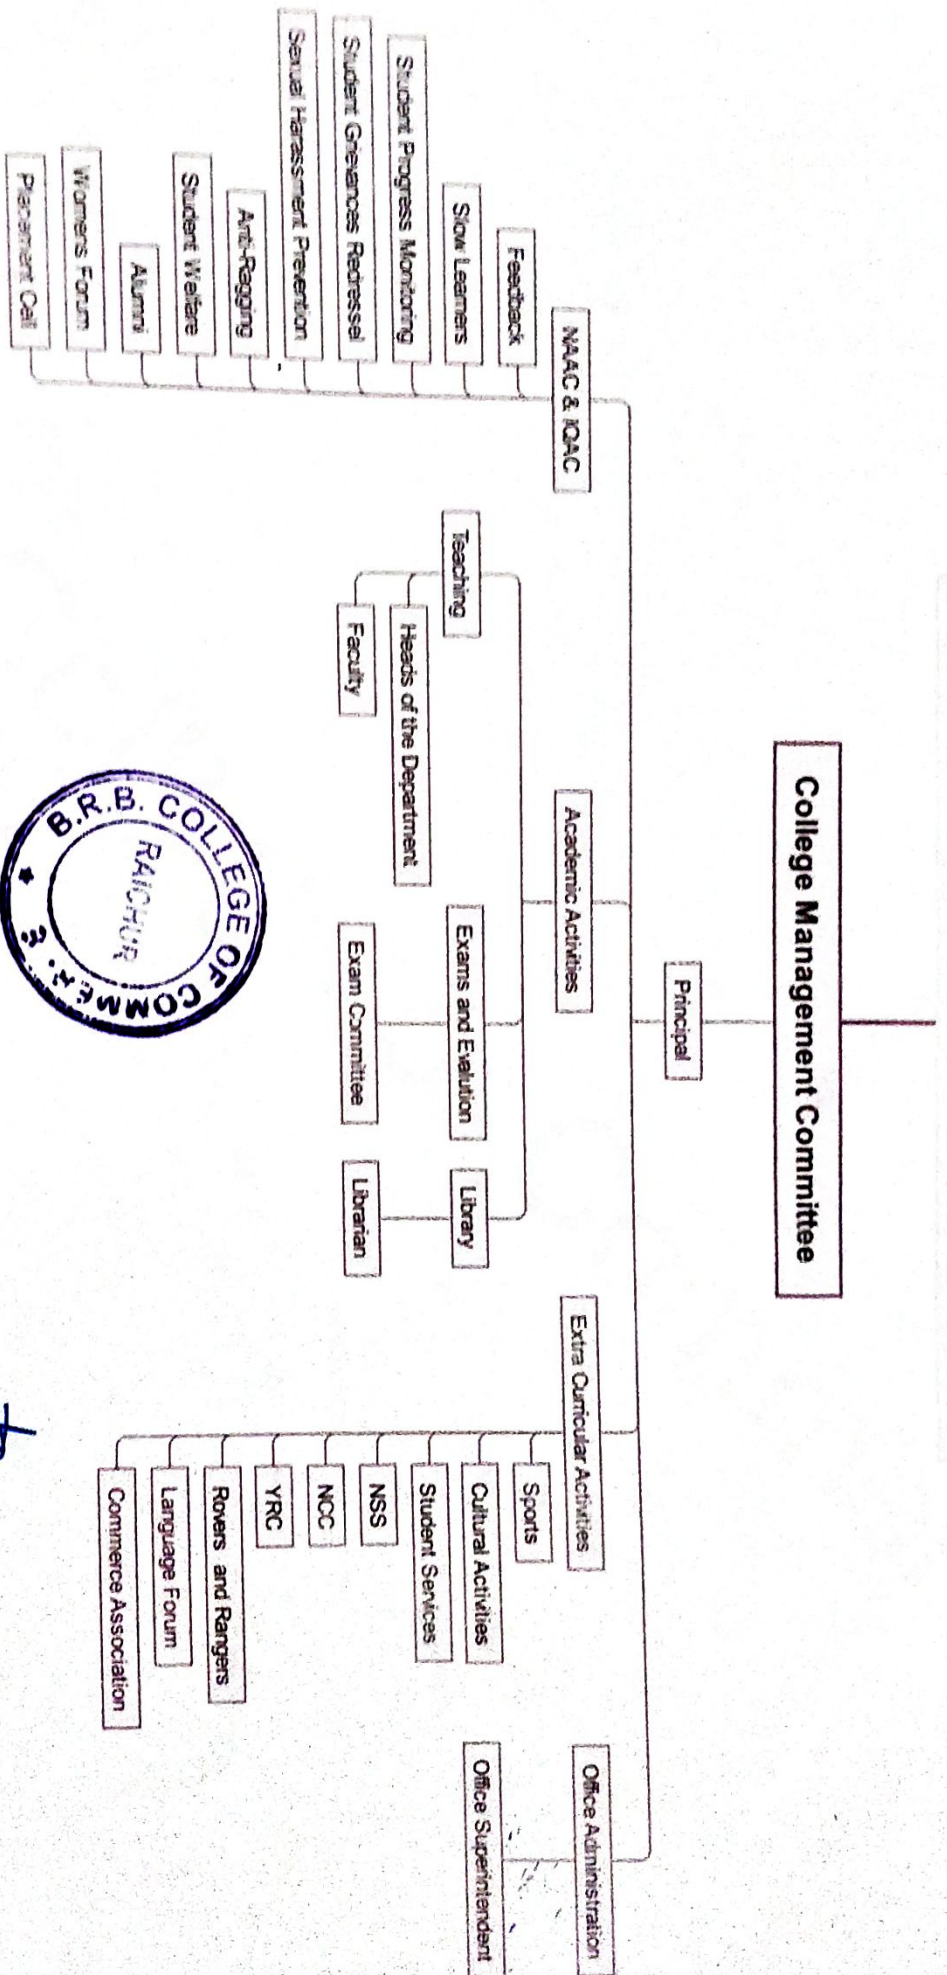 College Management Committee
Principal
NAAC & IQAC
Feedback
Slow Learners
Student Progress Monitoring
Student Grievances Redressel
Sexual Harassment Prevention
Anti-Ragging
Student Welfare
Alumni
Womens Forum
Placement Cell
Academic Activities
Teaching
Heads of the Department
Faculty
Exams and Evalution
Exam Committee
Library
Librarian
Extra Curricular Activities
Sports
Cultural Activities
Student Services
NSS
NCC
YRC
Rovers and Rangers
Language Forum
Commerce Association
Office Administration
Office Superintendent
B.R.B. COLLEGE OF
RAICHUR